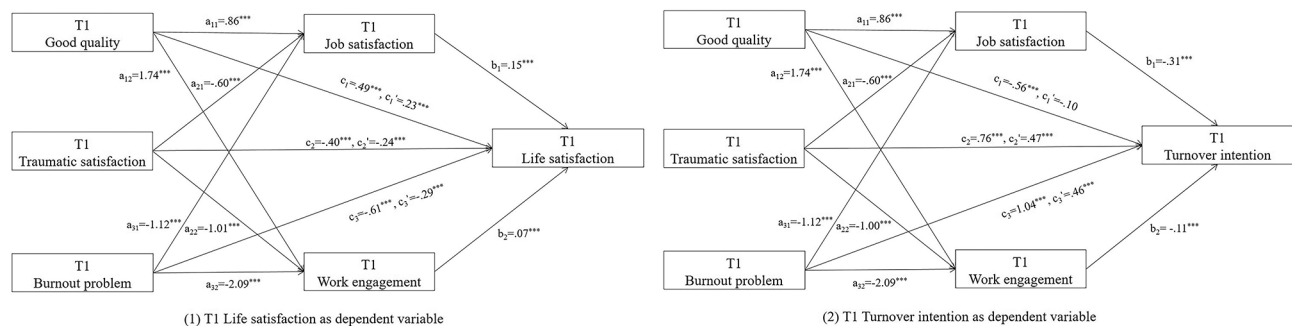 T1
Good quality
a11=.86***
T1
Job satisfaction
a12=1.74***
a21=-.60***
b1=.15***
c1=.49***, c1'=.23***
T1
Traumatic satisfaction
c2=-.40***, c2'=-.24***
T1
Life satisfaction
a31=-1.12***
a22=-1.01***
c3=-.61***, c3'=-.29***
b2=.07***
T1
Burnout problem
a32=-2.09***
T1
Work engagement
(1) T1 Life satisfaction as dependent variable
T1
Good quality
a11=.86***
T1
Job satisfaction
a12=1.74***
a21=-.60***
b1=-.31***
c1=-.56***, c1'=-.10
T1
Traumatic satisfaction
c2=.76***, c2'=.47***
T1
Turnover intention
a31=-1.12***
a22=-1.00***
c3=1.04***, c3'=.46***
b2= -.11***
T1
Burnout problem
a32=-2.09***
T1
Work engagement
(2) T1 Turnover intention as dependent variable